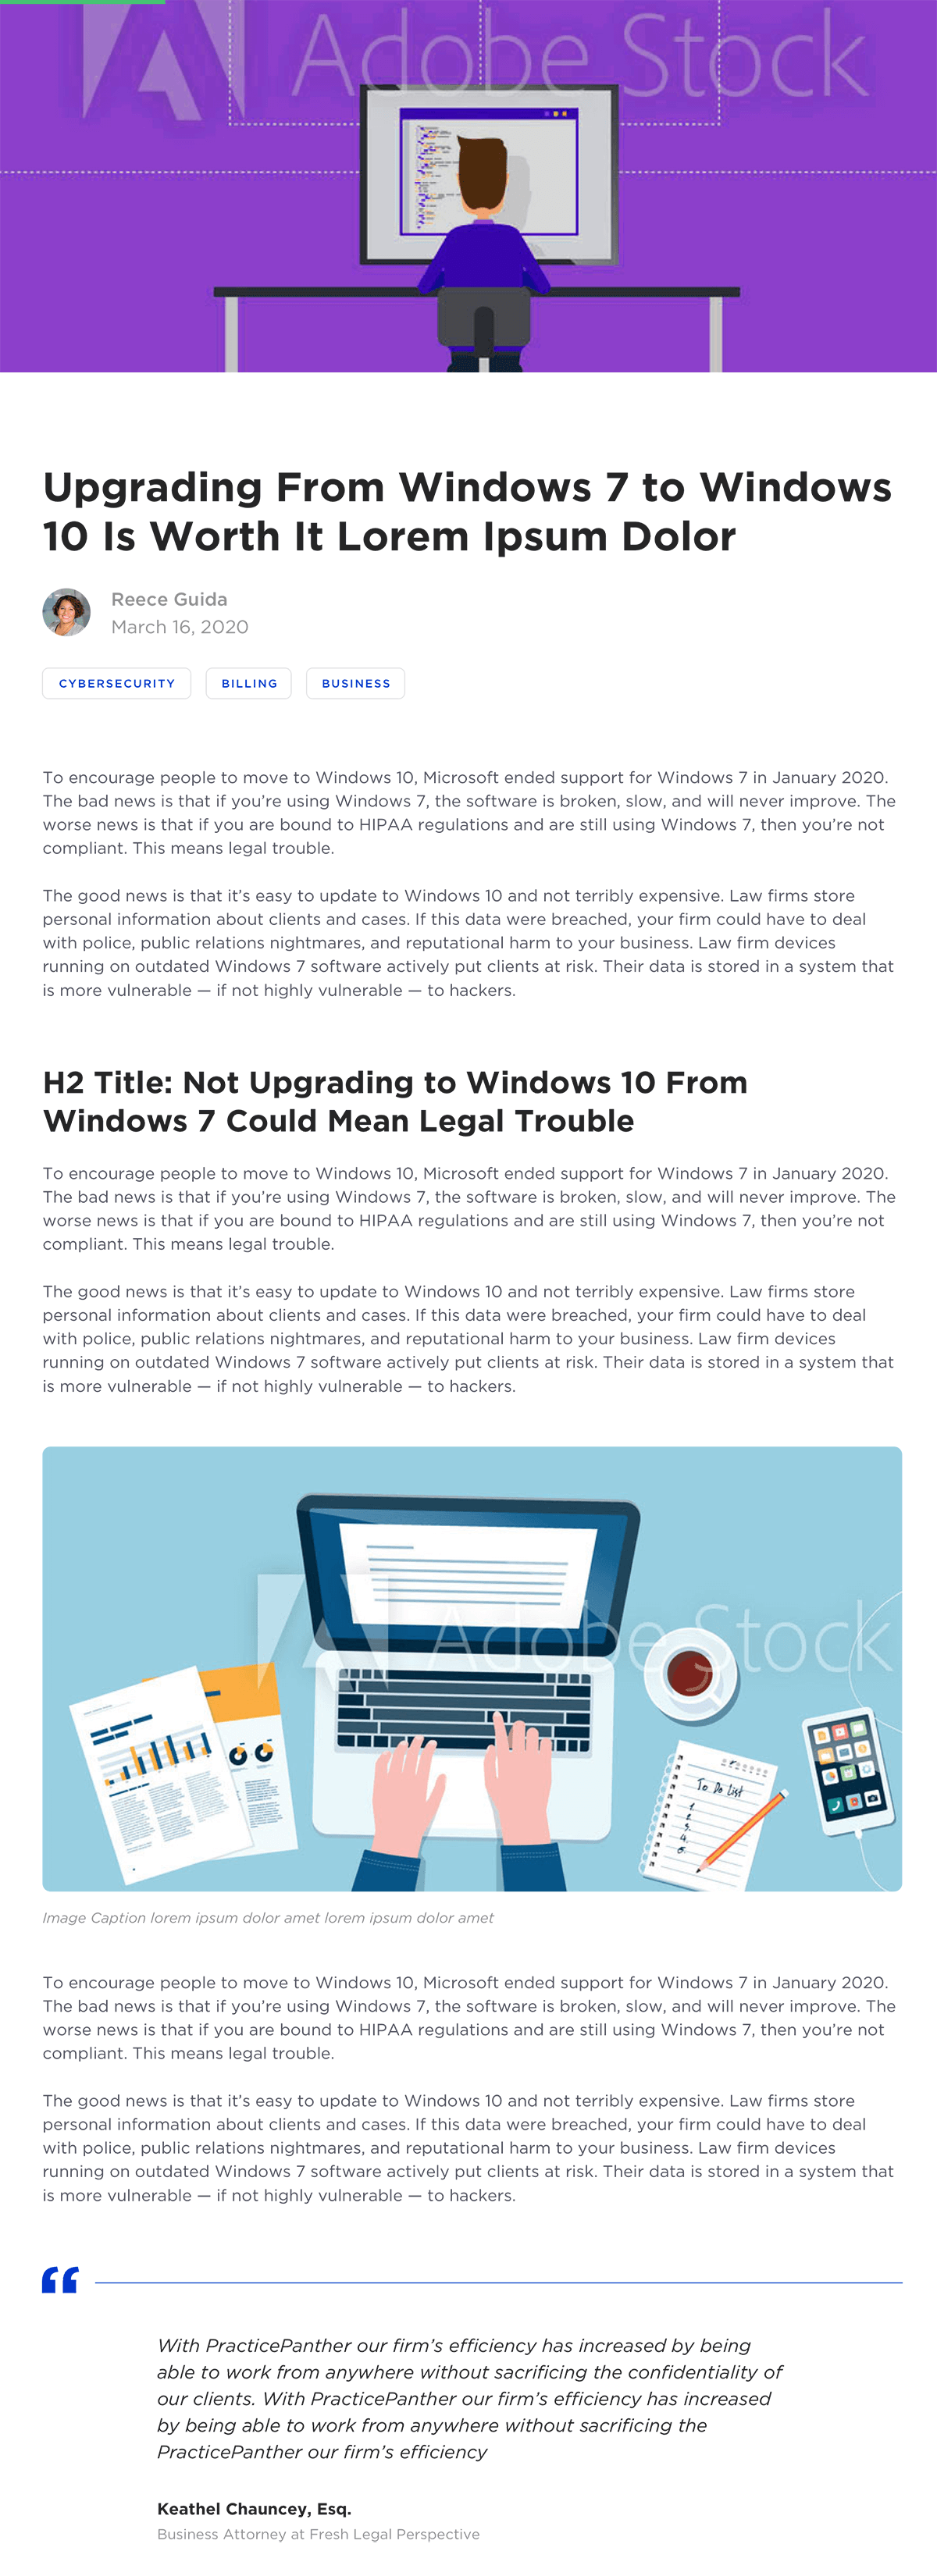 Adobe Stock
Upgrading From Windows 7 to Windows
10 Is Worth It Lorem Ipsum Dolor
Reece Guida
March 16, 2020
CYBERSECURITY BILLING BUSINESS
To encourage people to move to Windows 10, Microsoft ended support for Windows 7 in January 2020.
The bad news is that if you’re using Windows 7, the software is broken, slow, and will never improve. The
worse news is that if you are bound to HIPAA regulations and are still using Windows 7, then you’re not
compliant. This means legal trouble.
The good news is that it’s easy to update to Windows 10 and not terribly expensive. Law firms store
personal information about clients and cases. If this data were breached, your firm could have to deal
with police, public relations nightmares, and reputational harm to your business. Law firm devices
running on outdated Windows 7 software actively put clients at risk. Their data is stored in a system that
is more vulnerable — if not highly vulnerable — to hackers.
H2 Title: Not Upgrading to Windows 10 From
Windows 7 Could Mean Legal Trouble
To encourage people to move to Windows 10, Microsoft ended support for Windows 7 in January 2020.
The bad news is that if you’re using Windows 7, the software is broken, slow, and will never improve. The
worse news is that if you are bound to HIPAA regulations and are still using Windows 7, then you’re not
compliant. This means legal trouble.
The good news is that it’s easy to update to Windows 10 and not terribly expensive. Law firms store
personal information about clients and cases. If this data were breached, your firm could have to deal
with police, public relations nightmares, and reputational harm to your business. Law firm devices
running on outdated Windows 7 software actively put clients at risk. Their data is stored in a system that
is more vulnerable — if not highly vulnerable — to hackers.
Adobe Stock
To Do List
1.
2.
3.
4.
5.
Image Caption lorem ipsum dolor amet lorem ipsum dolor amet
To encourage people to move to Windows 10, Microsoft ended support for Windows 7 in January 2020.
The bad news is that if you’re using Windows 7, the software is broken, slow, and will never improve. The
worse news is that if you are bound to HIPAA regulations and are still using Windows 7, then you’re not
compliant. This means legal trouble.
The good news is that it’s easy to update to Windows 10 and not terribly expensive. Law firms store
personal information about clients and cases. If this data were breached, your firm could have to deal
with police, public relations nightmares, and reputational harm to your business. Law firm devices
running on outdated Windows 7 software actively put clients at risk. Their data is stored in a system that
is more vulnerable — if not highly vulnerable — to hackers.
“
With PracticePanther our firm’s efficiency has increased by being
able to work from anywhere without sacrificing the confidentiality of
our clients. With PracticePanther our firm’s efficiency has increased
by being able to work from anywhere without sacrificing the
PracticePanther our firm’s efficiency
Keathel Chauncey, Esq.
Business Attorney at Fresh Legal Perspective